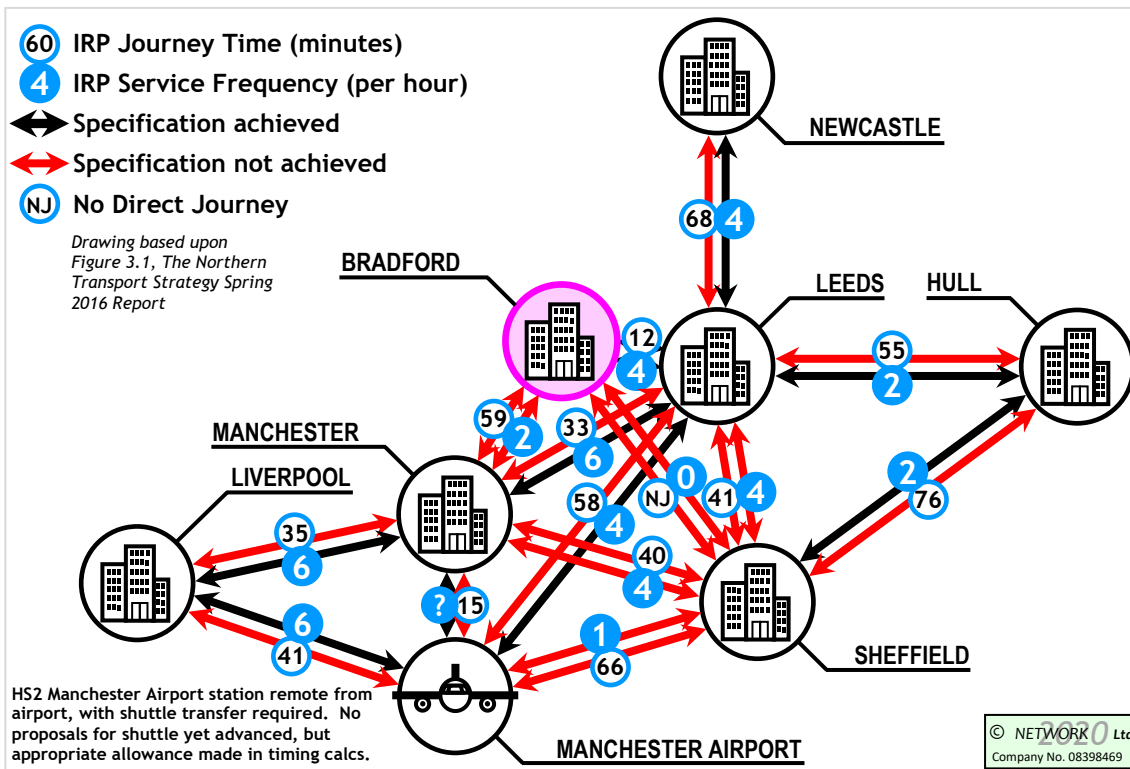 60 IRP Journey Time (minutes)
4 IRP Service Frequency (per hour)
Specification achieved
Specification not achieved
NJ No Direct Journey
Drawing based upon
Figure 3.1, The Northern
Transport Strategy Spring
2016 Report
NEWCASTLE
68 4
BRADFORD
LEEDS
HULL
12
4
55
2
59
2
33
6
MANCHESTER
LIVERPOOL
58
4
NJ
0
41
4
2
76
35
6
40
4
? 15
6
41
1
66
SHEFFIELD
MANCHESTER AIRPORT
HS2 Manchester Airport station remote from
airport, with shuttle transfer required. No
proposals for shuttle yet advanced, but
appropriate allowance made in timing calcs.
© NETWORK 2020 Ltd
Company No. 08398469